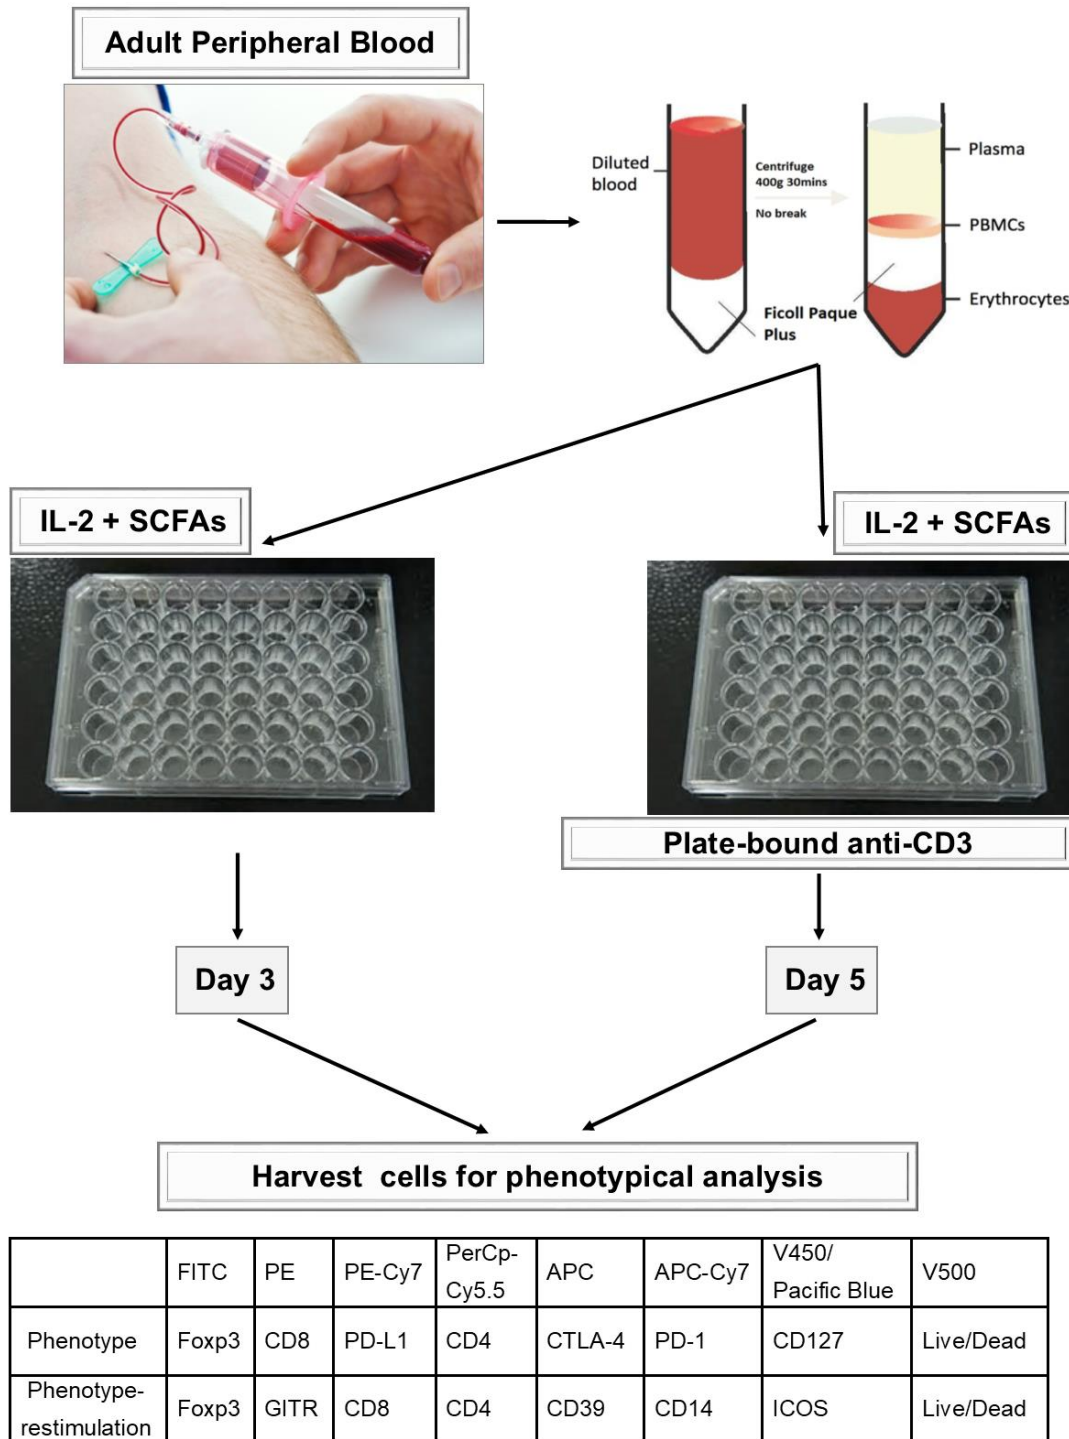 Adult Peripheral Blood
Diluted
blood
Centrifuge
400g 30mins
No break
Plasma
PBMCs
Erythrocytes
Ficoll Paque
Plus
IL-2 + SCFAs
IL-2 + SCFAs
Plate-bound anti-CD3
Day 3
Day 5
Harvest cells for phenotypical analysis
FITC PE PE-Cy7 PerCp-Cy5.5 APC APC-Cy7 V450/Pacific Blue V500
Phenotype Foxp3 CD8 PD-L1 CD4 CTLA-4 PD-1 CD127 Live/Dead
Phenotype-restimulation Foxp3 GITR CD8 CD4 CD39 CD14 ICOS Live/Dead